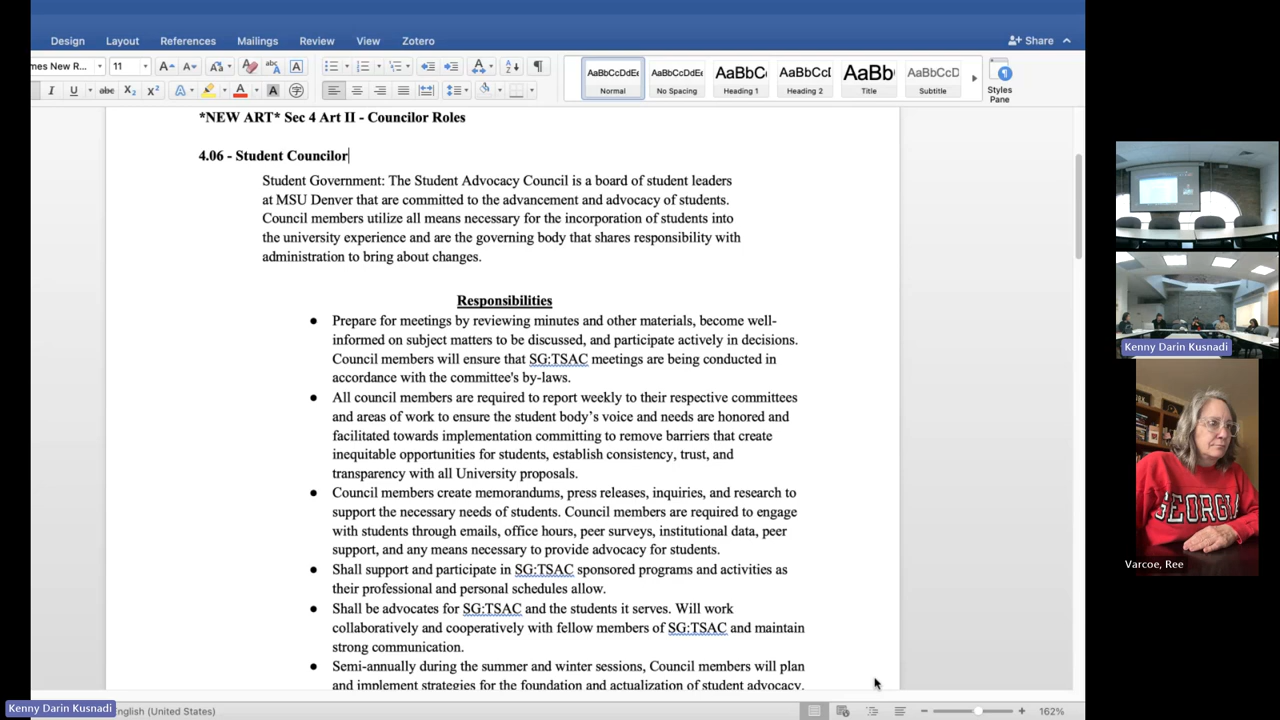 Design Layout References Mailings Review View Zotero Share
mes New R... 11 AaBbCcDdEe AaBbCcDdEe AaBbCc AaBbCcD AaBb AaBbCcD
Normal No Spacing Heading 1 Heading 2 Title Subtitle Styles Pane
*NEW ART* Sec 4 Art II - Councilor Roles
4.06 - Student Councilor
Student Government: The Student Advocacy Council is a board of student leaders
at MSU Denver that are committed to the advancement and advocacy of students.
Council members utilize all means necessary for the incorporation of students into
the university experience and are the governing body that shares responsibility with
administration to bring about changes.
Responsibilities
● Prepare for meetings by reviewing minutes and other materials, become well-
informed on subject matters to be discussed, and participate actively in decisions.
Council members will ensure that SG:TSAC meetings are being conducted in
accordance with the committee's by-laws.
● All council members are required to report weekly to their respective committees
and areas of work to ensure the student body’s voice and needs are honored and
facilitated towards implementation committing to remove barriers that create
inequitable opportunities for students, establish consistency, trust, and
transparency with all University proposals.
● Council members create memorandums, press releases, inquiries, and research to
support the necessary needs of students. Council members are required to engage
with students through emails, office hours, peer surveys, institutional data, peer
support, and any means necessary to provide advocacy for students.
● Shall support and participate in SG:TSAC sponsored programs and activities as
their professional and personal schedules allow.
● Shall be advocates for SG:TSAC and the students it serves. Will work
collaboratively and cooperatively with fellow members of SG:TSAC and maintain
strong communication.
● Semi-annually during the summer and winter sessions, Council members will plan
and implement strategies for the foundation and actualization of student advocacy.
Kenny Darin Kusnadi
GEORGIA
Varcoe, Ree
Kenny Darin Kusnadi
English (United States)
162%